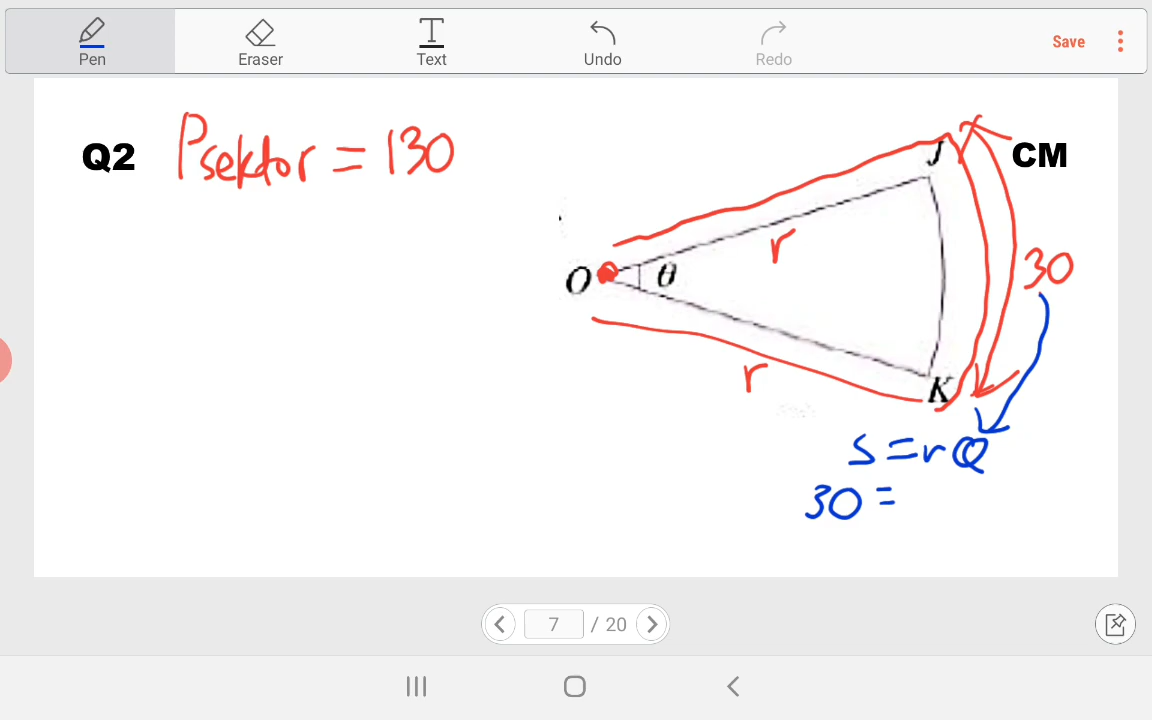 Pen
Eraser
Text
Undo
Redo
Save
Q2 Psektor = 130
J
CM
r
30
O
θ
r
K
s = rθ
30 =
7 / 20